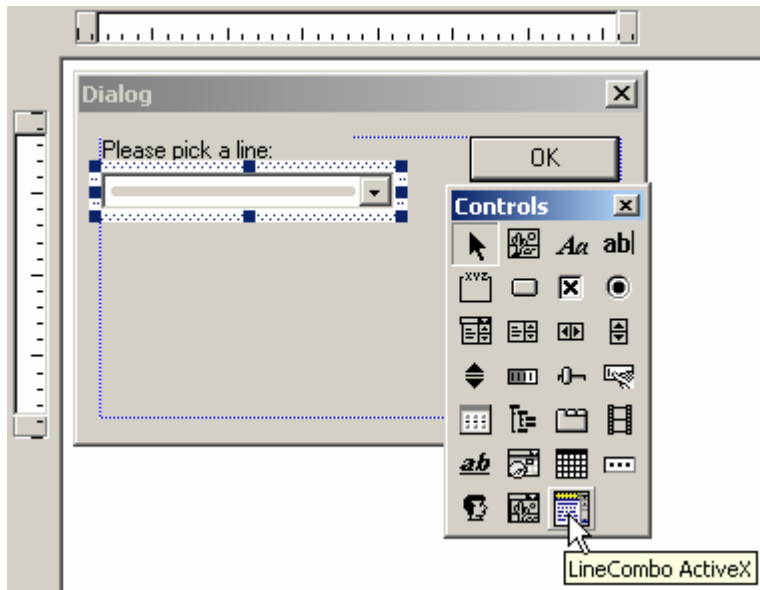 Dialog
Please pick a line:
OK
Controls
Aa
ab|
XYZ
ab
LineCombo ActiveX